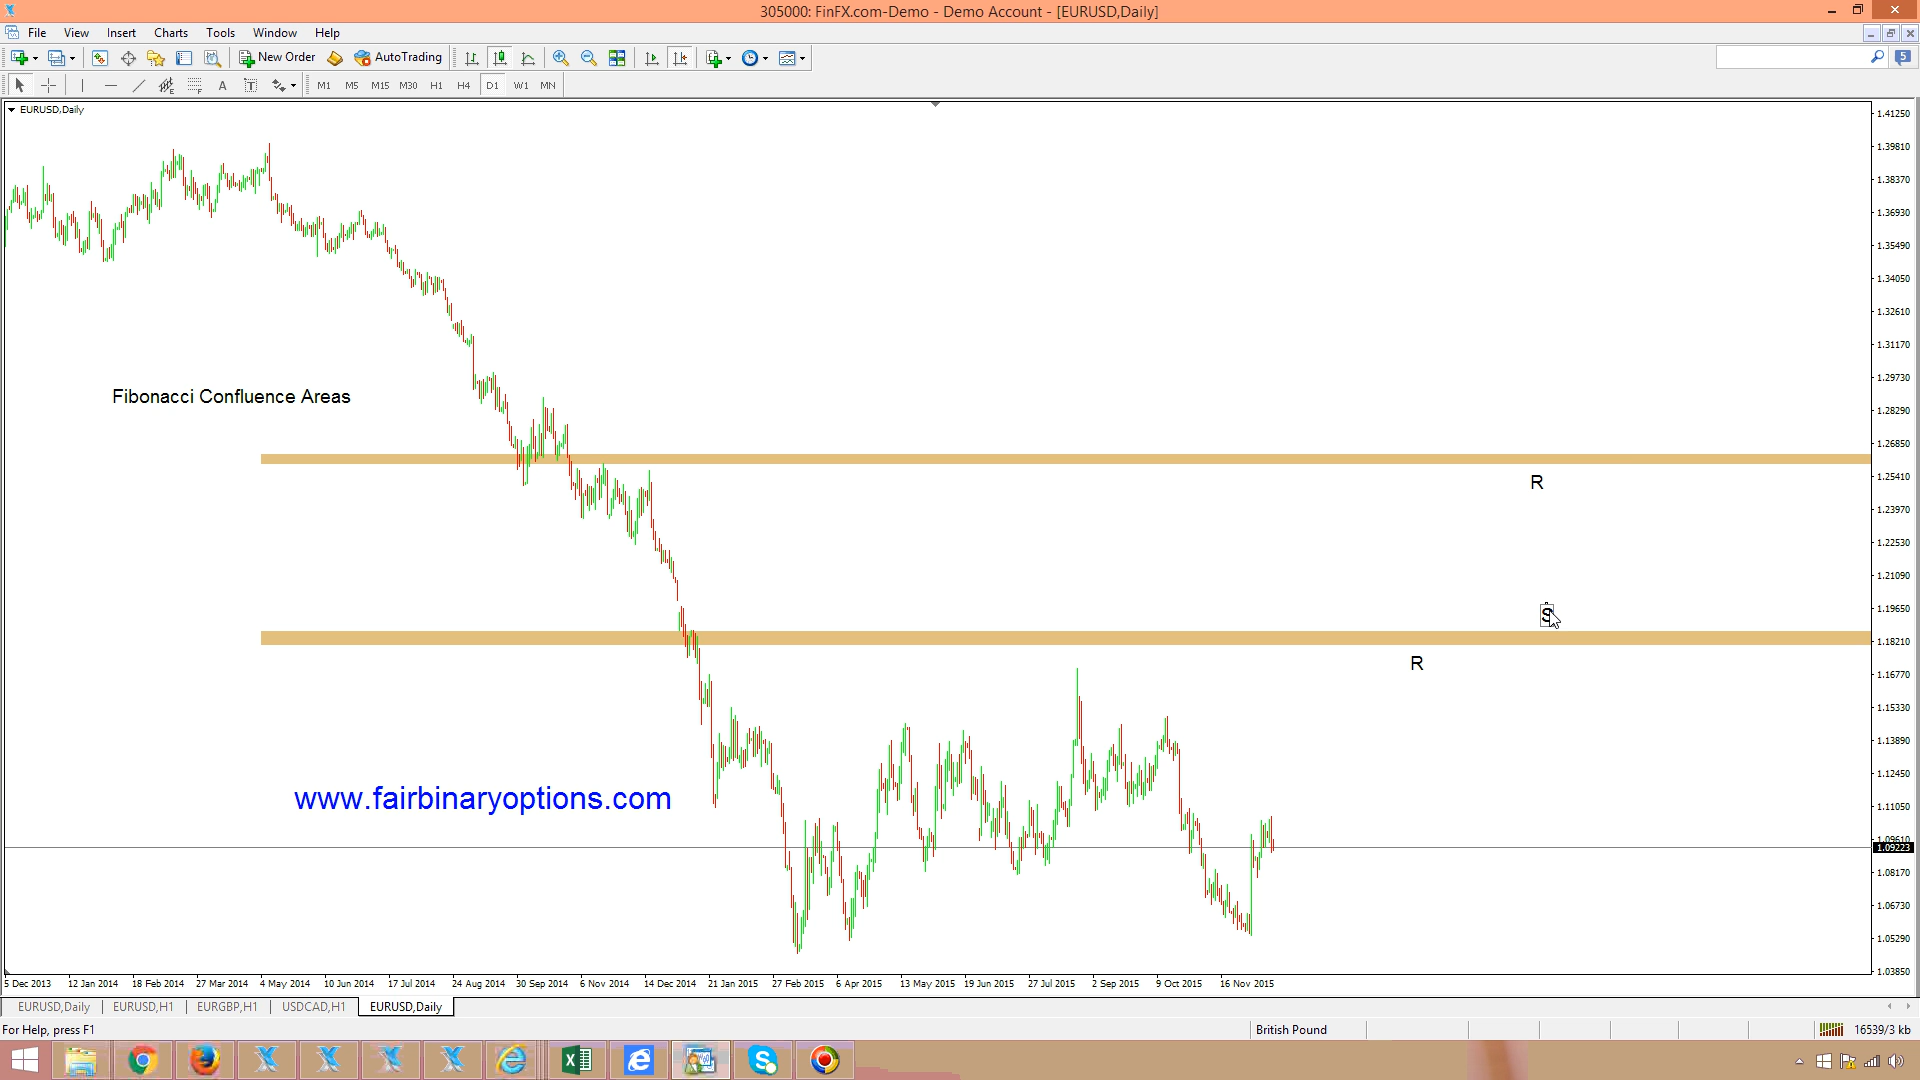 305000: FinFX.com-Demo - Demo Account - [EURUSD,Daily]
File View Insert Charts Tools Window Help
New Order AutoTrading
5
A T M1 M5 M15 M30 H1 H4 D1 W1 MN
EURUSD,Daily
1.41250
1.39810
1.38370
1.36930
1.35490
1.34050
1.32610
1.31170
1.29730
Fibonacci Confluence Areas
1.28290
1.26850
1.25410
R
1.23970
1.22530
1.21090
1.19650
S
1.18210
R
1.16770
1.15330
1.13890
1.12450
www.fairbinaryoptions.com
1.11050
1.09610
1.09223
1.08170
1.06730
1.05290
1.03850
5 Dec 2013 12 Jan 2014 18 Feb 2014 27 Mar 2014 4 May 2014 10 Jun 2014 17 Jul 2014 24 Aug 2014 30 Sep 2014 6 Nov 2014 14 Dec 2014 21 Jan 2015 27 Feb 2015 6 Apr 2015 13 May 2015 19 Jun 2015 27 Jul 2015 2 Sep 2015 9 Oct 2015 16 Nov 2015
EURUSD,Daily EURUSD,H1 EURGBP,H1 USDCAD,H1 EURUSD,Daily
For Help, press F1 British Pound 16539/3 kb